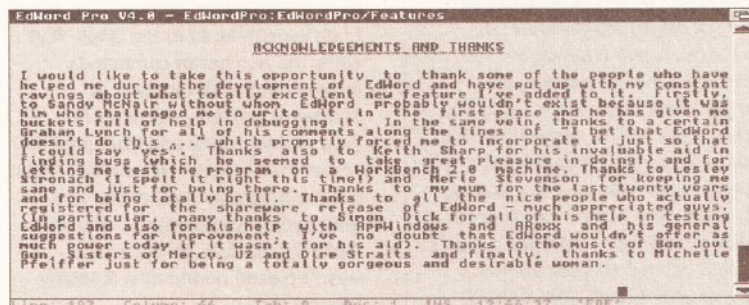 EdWord Pro V4.0 - EdWordPro:EdWordPro/Features
ACKNOWLEDGEMENTS AND THANKS
I would like to take this opportunity to thank some of the people who have
helped me during the development of EdWord and have put up with my constant
ravings about what totally excellent new feature I've added to it. Firstly,
to Sandy McNair without whom EdWord probably wouldn't exist because it was
him who challenged me to write it in the first place and he has given me
buckets full of help in debugging it. In the same vein, thanks to a certain
Graham Lynch for all of his comments along the lines of "I bet that EdWord
doesn't do this ..." which promptly forced me to incorporate it just so that
I could say "yes". Thanks also to Keith Sharp for his invaluable aid in
finding bugs (which he seemed to take great pleasure in doing!) and for
letting me test the program on a WorkBench 2.0 machine. Thanks to Lesley
Stronach (I spelt it right this time!) and Mer Stevenson for keeping me
sane and just for being there. Thanks to my mum for the last twenty years
and for being totally brill. Thanks to all the nice people who actually
registered for the shareware release of EdWord - much appreciated guys.
(In particular, many thanks to Simon Dick for all of his help in testing
EdWord and also for his help with AppWindows and ARexx and his general
suggestions for improvement, I've no doubt that EdWord wouldn't offer as
much power today if it wasn't for his aid). Thanks to the music of Bon Jovi
Gun, Sisters of Mercy, U2 and Dire Straits and finally, thanks to Michelle
Pfeiffer just for being a totally gorgeous and desirable woman.